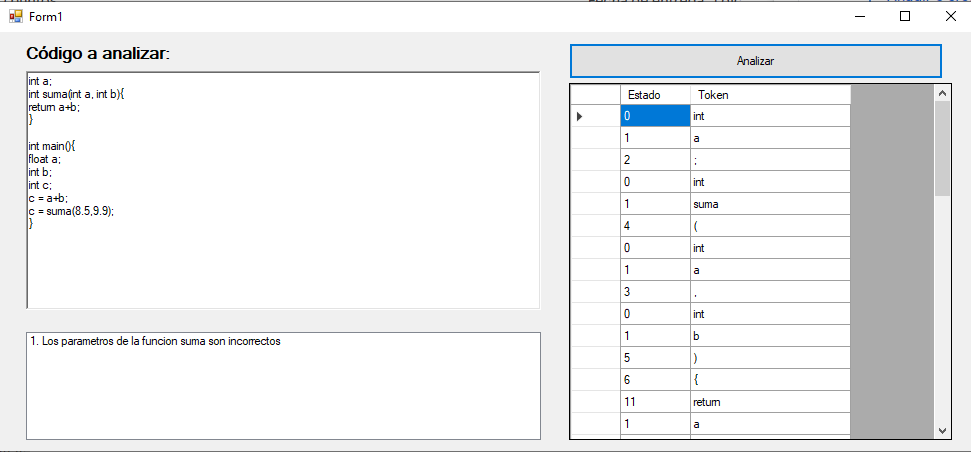 Form1
Código a analizar:
int a;
int suma(int a, int b){
return a+b;
}
int main(){
float a;
int b;
int c;
c = a+b;
c = suma(8.5,9.9);
}
1. Los parametros de la funcion suma son incorrectos
Analizar
Estado Token
0 int
1 a
2 ;
0 int
1 suma
4 (
0 int
1 a
3 ,
0 int
1 b
5 )
6 {
11 return
1 a